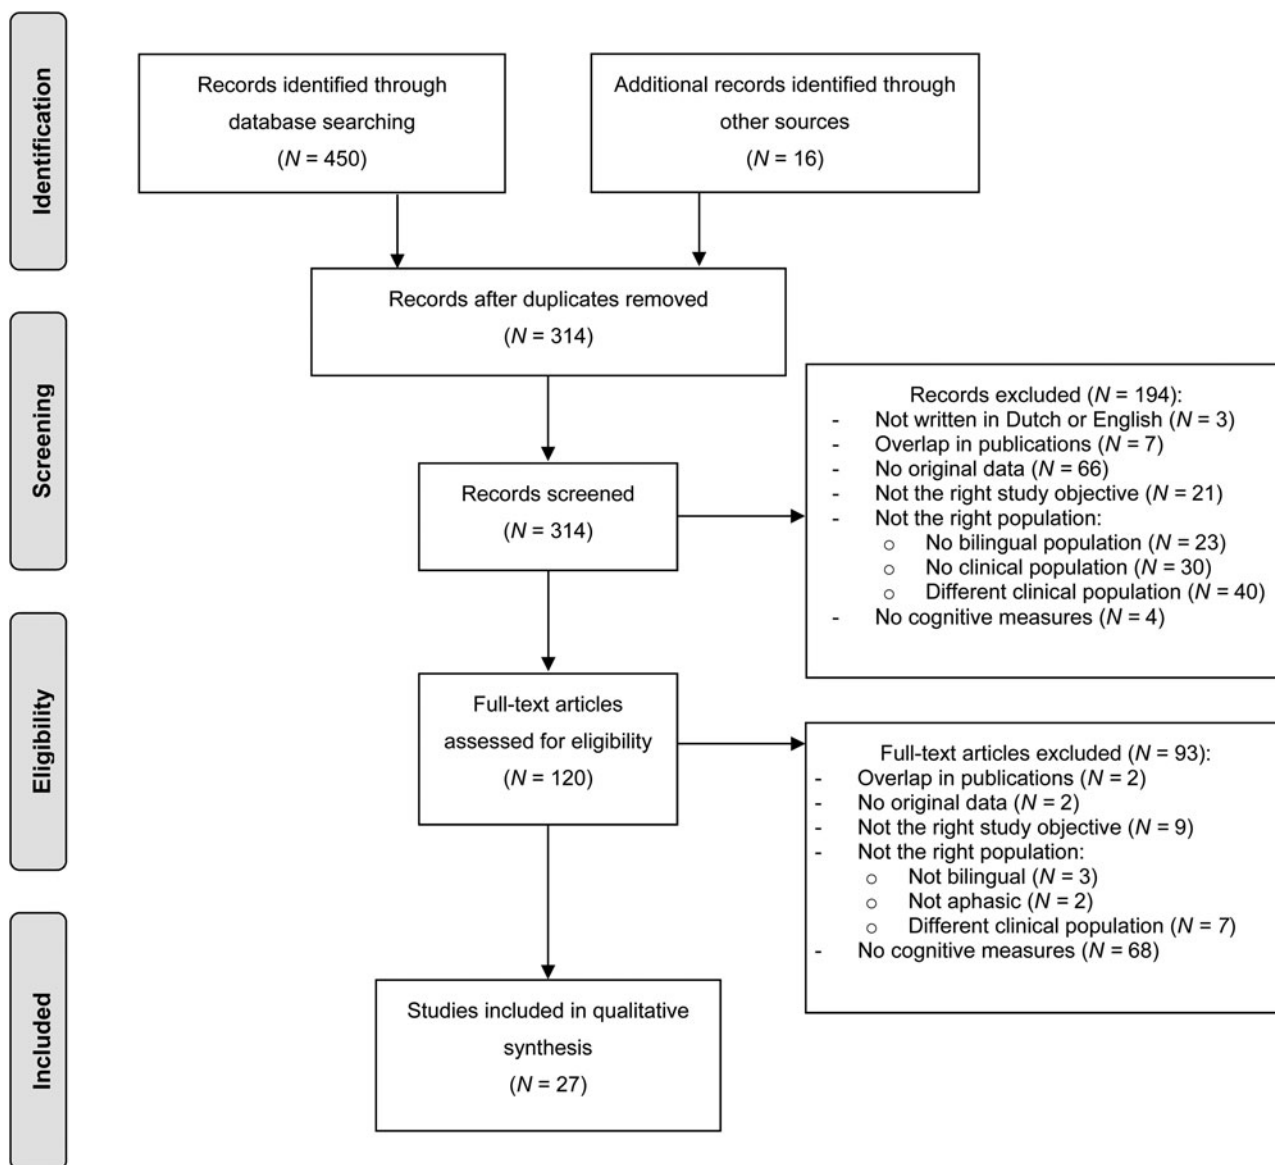 Identification
Records identified through
database searching
(N = 450)
Additional records identified through
other sources
(N = 16)
Records after duplicates removed
(N = 314)
Screening
Records screened
(N = 314)
Records excluded (N = 194):
- Not written in Dutch or English (N = 3)
- Overlap in publications (N = 7)
- No original data (N = 66)
- Not the right study objective (N = 21)
- Not the right population:
o No bilingual population (N = 23)
o No clinical population (N = 30)
o Different clinical population (N = 40)
- No cognitive measures (N = 4)
Eligibility
Full-text articles
assessed for eligibility
(N = 120)
Full-text articles excluded (N = 93):
- Overlap in publications (N = 2)
- No original data (N = 2)
- Not the right study objective (N = 9)
- Not the right population:
o Not bilingual (N = 3)
o Not aphasic (N = 2)
o Different clinical population (N = 7)
- No cognitive measures (N = 68)
Included
Studies included in qualitative
synthesis
(N = 27)